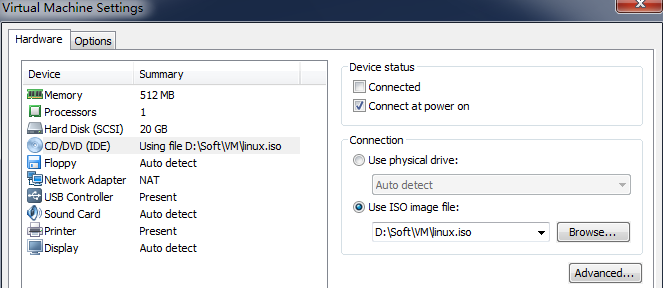 Virtual Machine Settings
Hardware Options
Device Summary
Memory 512 MB
Processors 1
Hard Disk (SCSI) 20 GB
CD/DVD (IDE) Using file D:\Soft\VM\linux.iso
Floppy Auto detect
Network Adapter NAT
USB Controller Present
Sound Card Auto detect
Printer Present
Display Auto detect
Device status
Connected
Connect at power on
Connection
Use physical drive:
Auto detect
Use ISO image file:
D:\Soft\VM\linux.iso Browse...
Advanced...